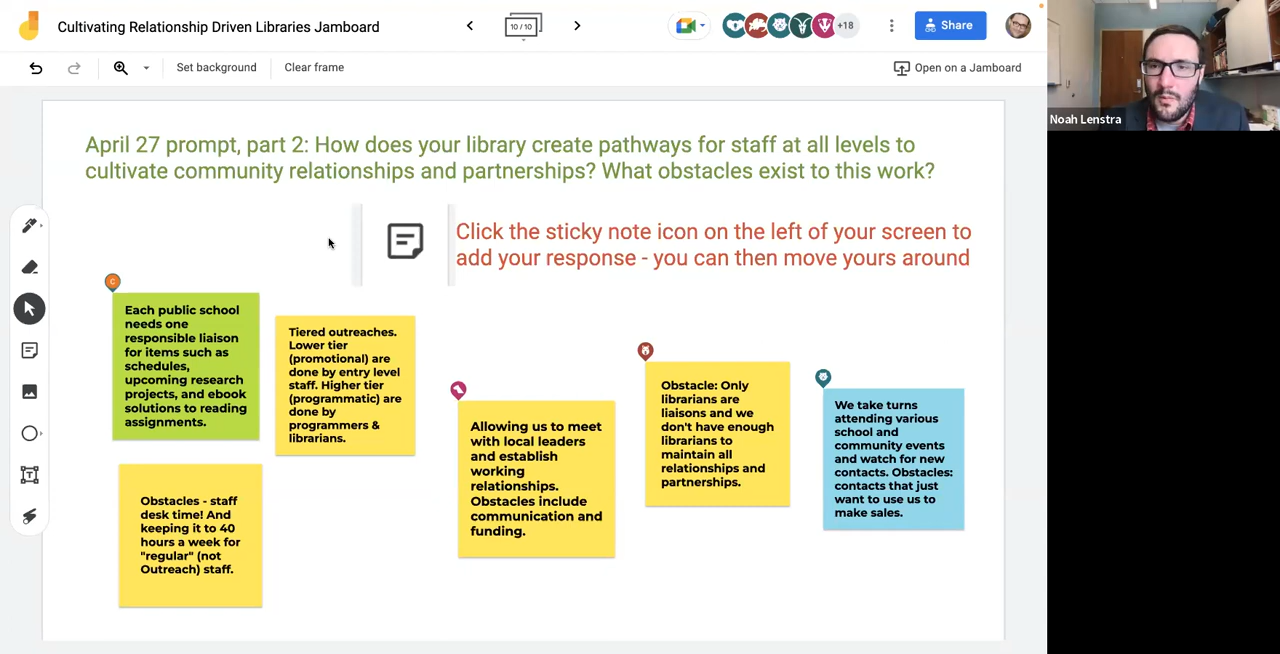 Cultivating Relationship Driven Libraries Jamboard
10/10
+18
Share
Set background
Clear frame
Open on a Jamboard
Noah Lenstra
April 27 prompt, part 2: How does your library create pathways for staff at all levels to
cultivate community relationships and partnerships? What obstacles exist to this work?
Click the sticky note icon on the left of your screen to
add your response - you can then move yours around
C
Each public school
needs one
responsible liaison
for items such as
schedules,
upcoming research
projects, and ebook
solutions to reading
assignments.
Tiered outreaches.
Lower tier
(promotional) are
done by entry level
staff. Higher tier
(programmatic) are
done by
programmers &
librarians.
Allowing us to meet
with local leaders
and establish
working
relationships.
Obstacles include
communication and
funding.
Obstacle: Only
librarians are
liaisons and we
don't have enough
librarians to
maintain all
relationships and
partnerships.
We take turns
attending various
school and
community events
and watch for new
contacts. Obstacles:
contacts that just
want to use us to
make sales.
Obstacles - staff
desk time! And
keeping it to 40
hours a week for
"regular" (not
Outreach) staff.